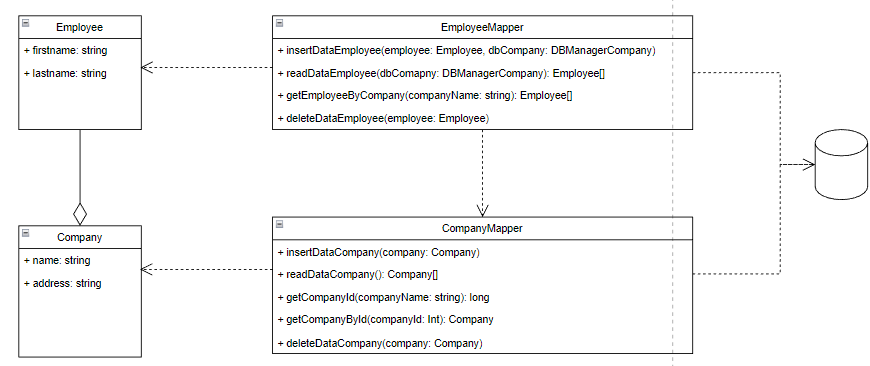 Employee
+ firstname: string
+ lastname: string
EmployeeMapper
+ insertDataEmployee(employee: Employee, dbCompany: DBManagerCompany)
+ readDataEmployee(dbComapny: DBManagerCompany): Employee[]
+ getEmployeeByCompany(companyName: string): Employee[]
+ deleteDataEmployee(employee: Employee)
Company
+ name: string
+ address: string
CompanyMapper
+ insertDataCompany(company: Company)
+ readDataCompany(): Company[]
+ getCompanyId(companyName: string): long
+ getCompanyById(companyId: Int): Company
+ deleteDataCompany(company: Company)